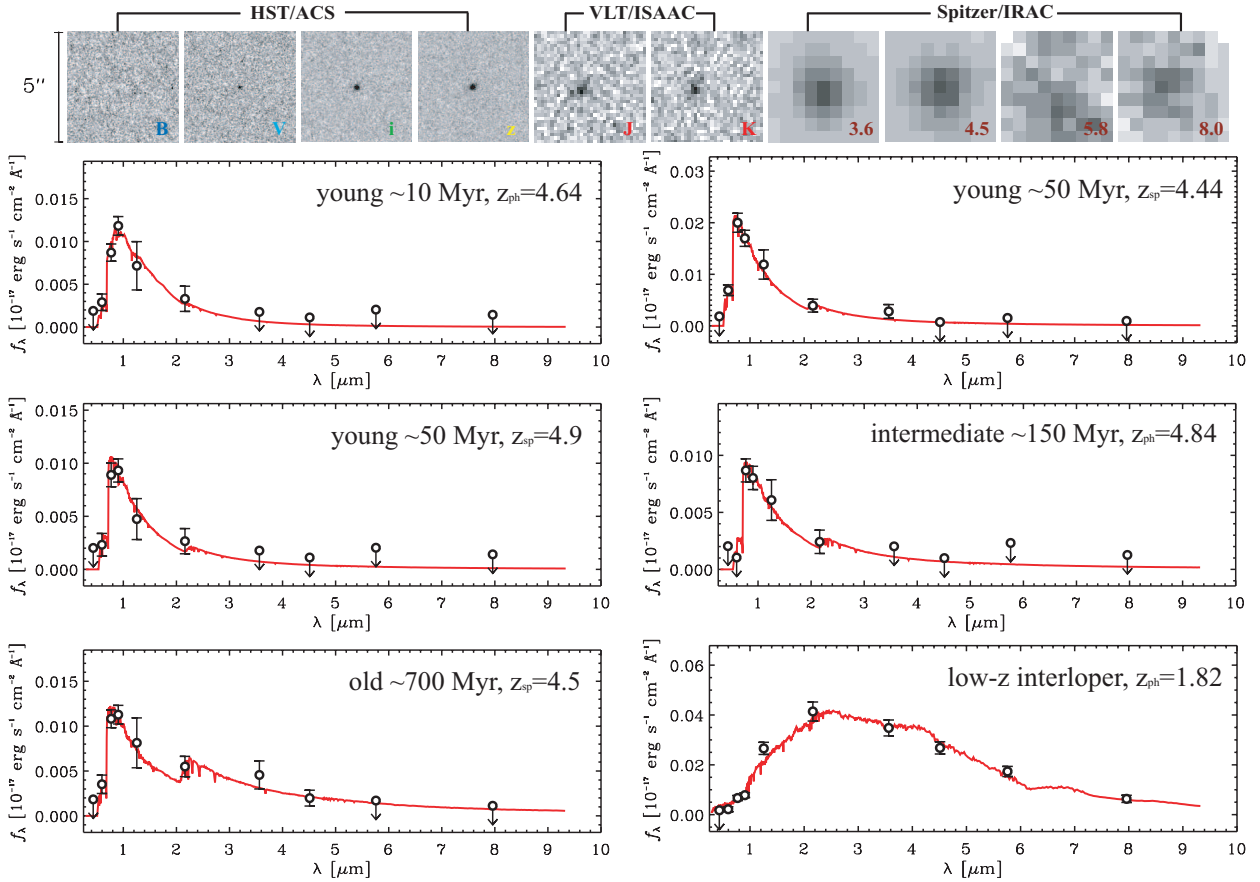 HST/ACS VLT/ISAAC Spitzer/IRAC
5″
B V i z J K 3.6 4.5 5.8 8.0
young ~10 Myr, zph=4.64
0.015
0.010
0.005
0.000
fλ [10⁻¹⁷ erg s⁻¹ cm⁻² Å⁻¹]
1 2 3 4 5 6 7 8 9 10
λ [μm]
young ~50 Myr, zsp=4.44
0.03
0.02
0.01
0.00
fλ [10⁻¹⁷ erg s⁻¹ cm⁻² Å⁻¹]
1 2 3 4 5 6 7 8 9 10
λ [μm]
young ~50 Myr, zsp=4.9
0.015
0.010
0.005
0.000
fλ [10⁻¹⁷ erg s⁻¹ cm⁻² Å⁻¹]
1 2 3 4 5 6 7 8 9 10
λ [μm]
intermediate ~150 Myr, zph=4.84
0.010
0.005
0.000
fλ [10⁻¹⁷ erg s⁻¹ cm⁻² Å⁻¹]
1 2 3 4 5 6 7 8 9 10
λ [μm]
old ~700 Myr, zsp=4.5
0.015
0.010
0.005
0.000
fλ [10⁻¹⁷ erg s⁻¹ cm⁻² Å⁻¹]
1 2 3 4 5 6 7 8 9 10
λ [μm]
low-z interloper, zph=1.82
0.06
0.04
0.02
0.00
fλ [10⁻¹⁷ erg s⁻¹ cm⁻² Å⁻¹]
1 2 3 4 5 6 7 8 9 10
λ [μm]